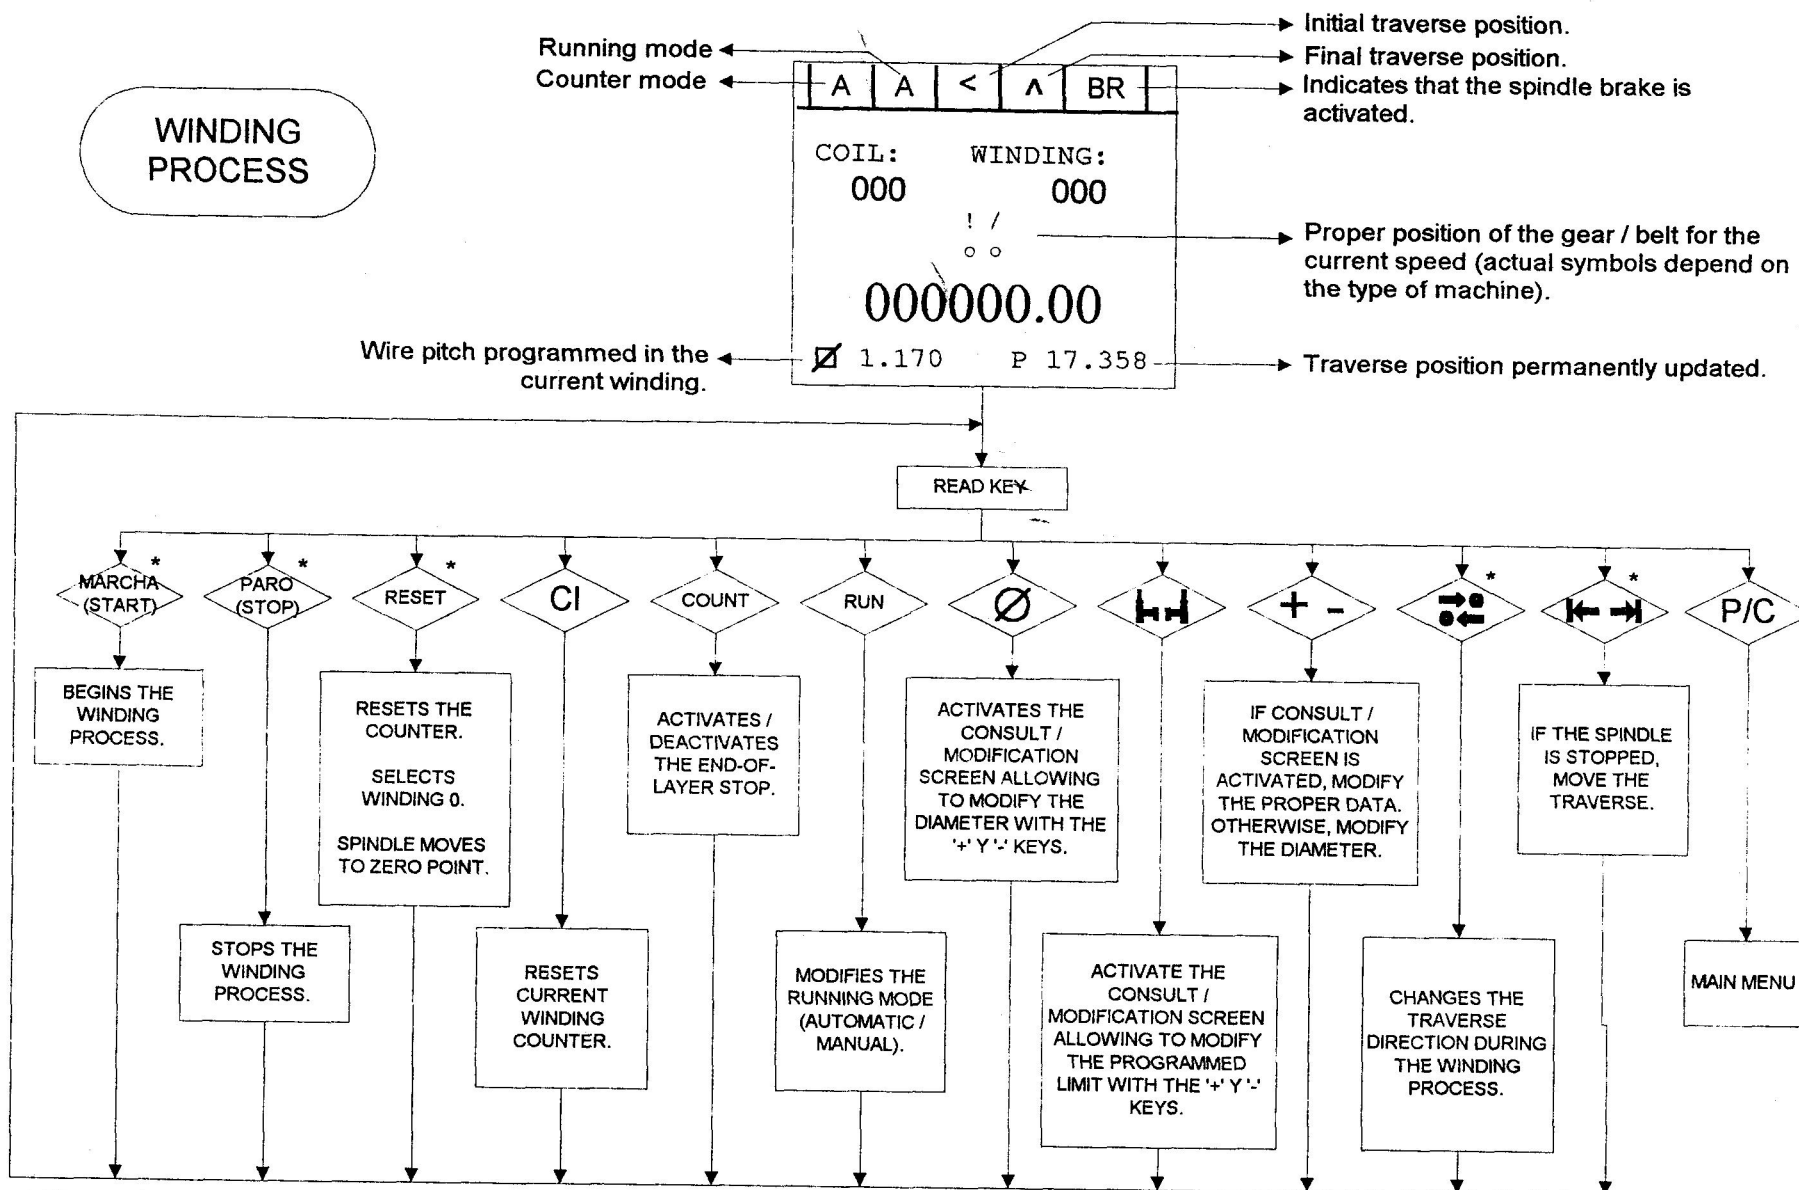 WINDING
PROCESS
Running mode
Counter mode
Initial traverse position.
Final traverse position.
Indicates that the spindle brake is
activated.
A A < ʌ BR
COIL: WINDING:
000 000
! /
o o
000000.00
1.170 P 17.358
Proper position of the gear / belt for the
current speed (actual symbols depend on
the type of machine).
Wire pitch programmed in the
current winding.
Traverse position permanently updated.
READ KEY
MARCHA
(START)
*
PARO
(STOP)
*
RESET
*
CI
COUNT
RUN
Ø
+ -
*
*
P/C
BEGINS THE
WINDING
PROCESS.
STOPS THE
WINDING
PROCESS.
RESETS THE
COUNTER.
SELECTS
WINDING 0.
SPINDLE MOVES
TO ZERO POINT.
RESETS
CURRENT
WINDING
COUNTER.
ACTIVATES /
DEACTIVATES
THE END-OF-
LAYER STOP.
MODIFIES THE
RUNNING MODE
(AUTOMATIC /
MANUAL).
ACTIVATES THE
CONSULT /
MODIFICATION
SCREEN ALLOWING
TO MODIFY THE
DIAMETER WITH THE
'+' Y '-' KEYS.
ACTIVATE THE
CONSULT /
MODIFICATION SCREEN
ALLOWING TO MODIFY
THE PROGRAMMED
LIMIT WITH THE '+' Y '-'
KEYS.
IF CONSULT /
MODIFICATION
SCREEN IS
ACTIVATED, MODIFY
THE PROPER DATA.
OTHERWISE, MODIFY
THE DIAMETER.
CHANGES THE
TRAVERSE
DIRECTION DURING
THE WINDING
PROCESS.
IF THE SPINDLE
IS STOPPED,
MOVE THE
TRAVERSE.
MAIN MENU